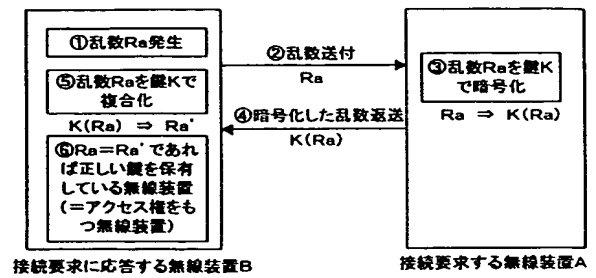 ①乱数Ra発生
②乱数送付
Ra
③乱数Raを鍵K
で暗号化
Ra ⇒ K(Ra)
④暗号化した乱数返送
K(Ra)
⑤乱数Raを鍵Kで
複合化
K(Ra) ⇒ Ra'
⑥Ra=Ra'であれ
ば正しい鍵を保有
している無線装置
(=アクセス権をも
つ無線装置)
接続要求に応答する無線装置B
接続要求する無線装置A